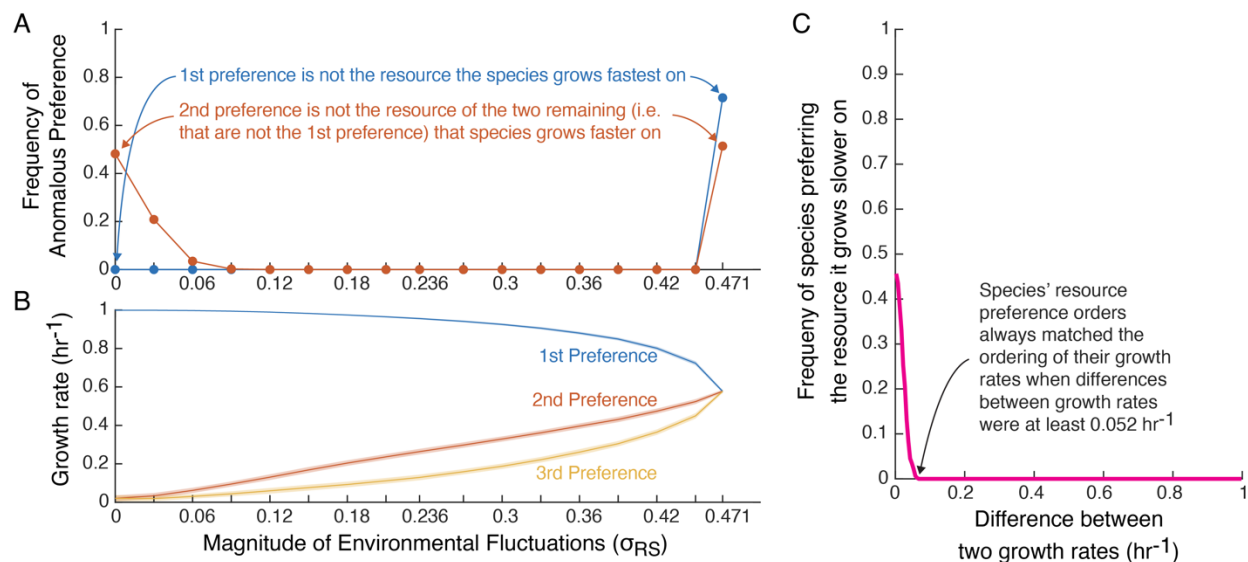 A
Frequency of
Anomalous Preference
1
0.8
0.6
0.4
0.2
0
1st preference is not the resource the species grows fastest on
2nd preference is not the resource of the two remaining (i.e.
that are not the 1st preference) that species grows faster on
0
0.06
0.12
0.18
0.236
0.3
0.36
0.42
0.471
B
Growth rate (hr-1)
1
0.8
0.6
0.4
0.2
0
1st Preference
2nd Preference
3rd Preference
0
0.06
0.12
0.18
0.236
0.3
0.36
0.42
0.471
Magnitude of Environmental Fluctuations (σRS)
C
Frequeny of species preferring
the resource it grows slower on
1
0.9
0.8
0.7
0.6
0.5
0.4
0.3
0.2
0.1
0
Species' resource
preference orders
always matched the
ordering of their growth
rates when differences
between growth rates
were at least 0.052 hr-1
0
0.2
0.4
0.6
0.8
1
Difference between
two growth rates (hr-1)